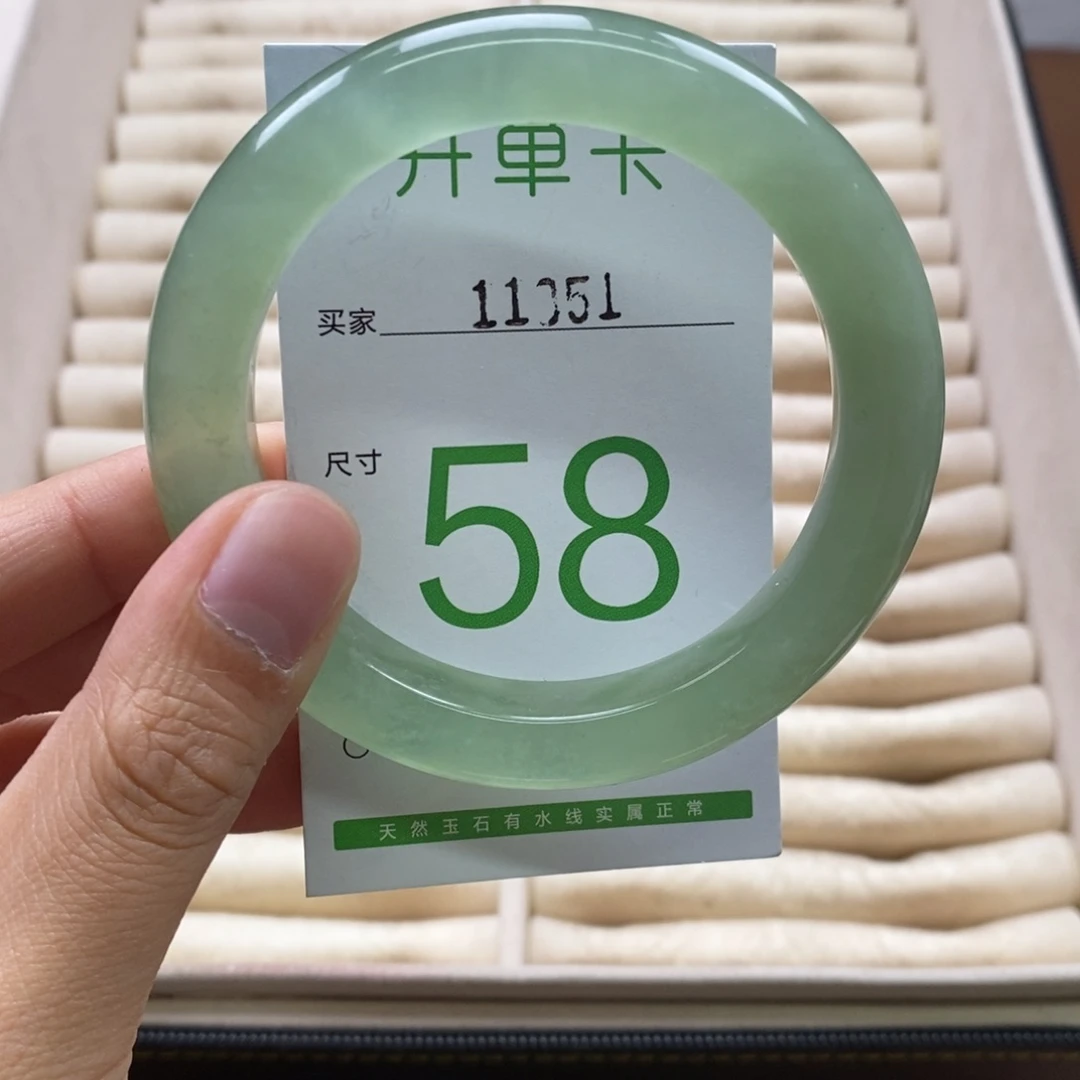 开单卡
买家 11351
尺寸 58
天然玉石有水线实属正常